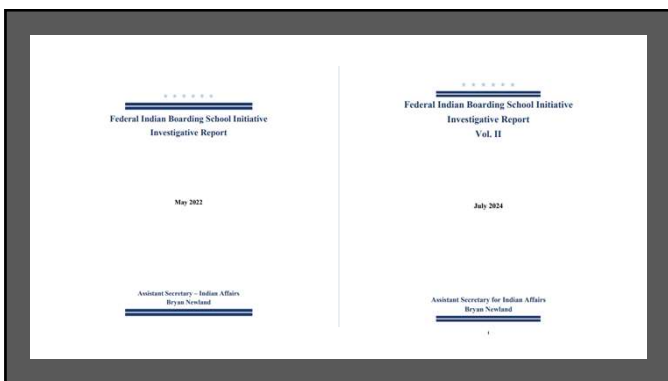 Federal Indian Boarding School Initiative
Investigative Report
May 2022
Assistant Secretary – Indian Affairs
Bryan Newland
Federal Indian Boarding School Initiative
Investigative Report
Vol. II
July 2024
Assistant Secretary for Indian Affairs
Bryan Newland
1